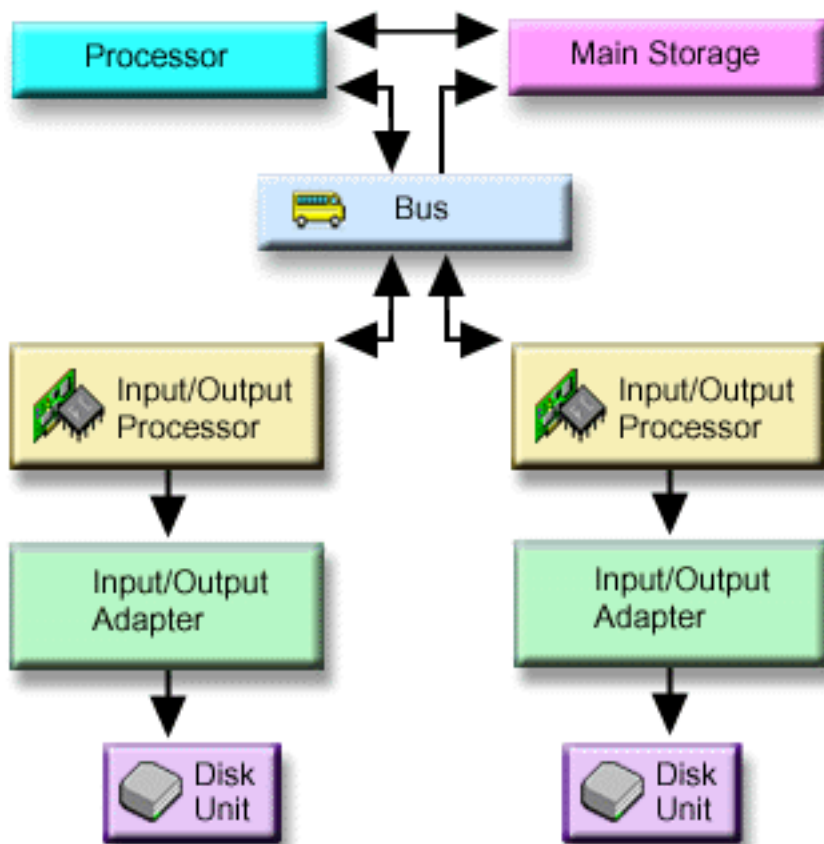 Processor
Main Storage
Bus
Input/Output
Processor
Input/Output
Processor
Input/Output
Adapter
Input/Output
Adapter
Disk
Unit
Disk
Unit